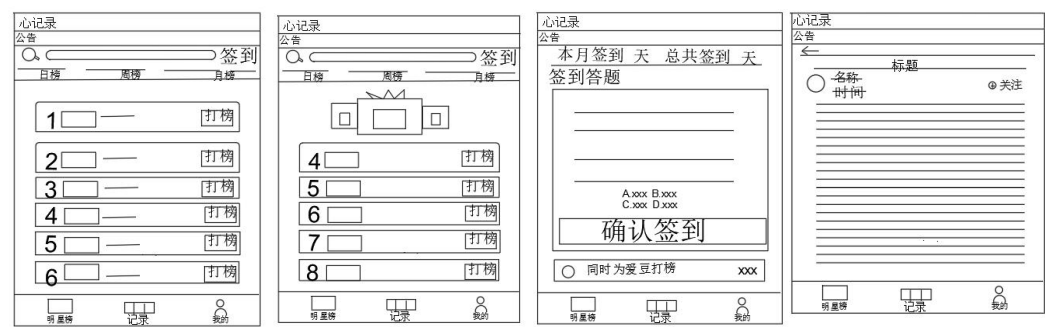 心记录
公告
签到
日榜 周榜 月榜
1 打榜
2 打榜
3 打榜
4 打榜
5 打榜
6 打榜
明星榜 记录 我的
心记录
公告
签到
日榜 周榜 月榜
4 打榜
5 打榜
6 打榜
7 打榜
8 打榜
明星榜 记录 我的
心记录
公告
本月签到 天 总共签到 天
签到答题
A.xxx B.xxx
C.xxx D.xxx
确认签到
同时为爱豆打榜 xxx
明星榜 记录 我的
心记录
公告
标题
名称
时间
关注
明星榜 记录 我的